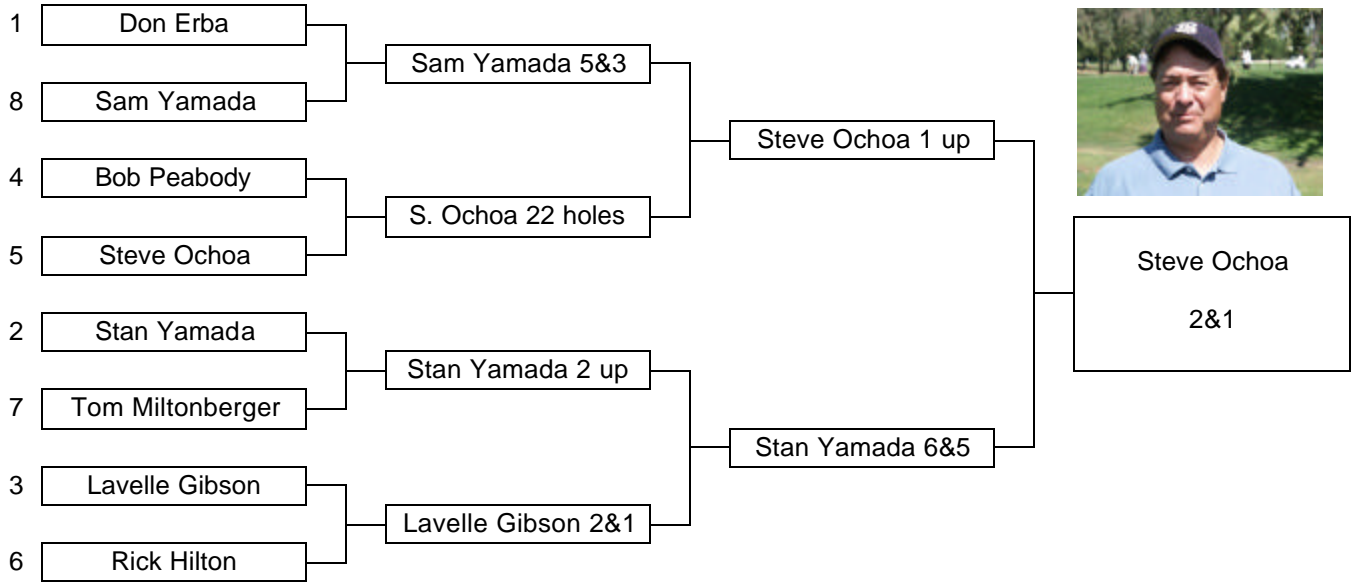 1 Don Erba
8 Sam Yamada
4 Bob Peabody
5 Steve Ochoa
2 Stan Yamada
7 Tom Miltonberger
3 Lavelle Gibson
6 Rick Hilton
Sam Yamada 5&3
S. Ochoa 22 holes
Stan Yamada 2 up
Lavelle Gibson 2&1
Steve Ochoa 1 up
Stan Yamada 6&5
Steve Ochoa
2&1